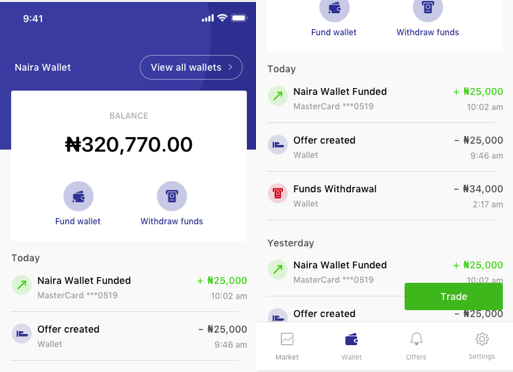 9:41
Naira Wallet
View all wallets
BALANCE
₦320,770.00
Fund wallet
Withdraw funds
Today
Naira Wallet Funded
+ ₦25,000
MasterCard ***0519
10:02 am
Offer created
– ₦25,000
Wallet
9:46 am
Fund wallet
Withdraw funds
Today
Naira Wallet Funded
+ ₦25,000
MasterCard ***0519
10:02 am
Offer created
– ₦25,000
Wallet
9:46 am
Funds Withdrawal
– ₦34,000
Wallet
2:17 am
Yesterday
Naira Wallet Funded
+ ₦25,000
MasterCard ***0519
10:02 am
Trade
Offer created
– ₦25,000
Market
Wallet
Offers
Settings